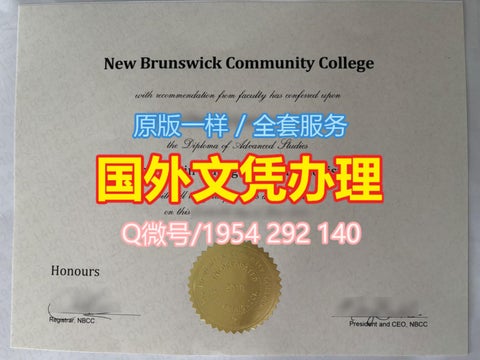 New Brunswick Community College
with recommendation from faculty has conferred upon
原版一样／全套服务
the Diploma of Advanced Studies
国外文凭办理
on this
Q微号/1954 292 140
Honours
Registrar, NBCC
President and CEO, NBCC